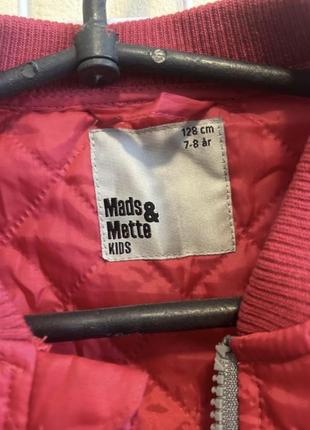 128 cm
7-8 år
Mads &
Mette
KIDS